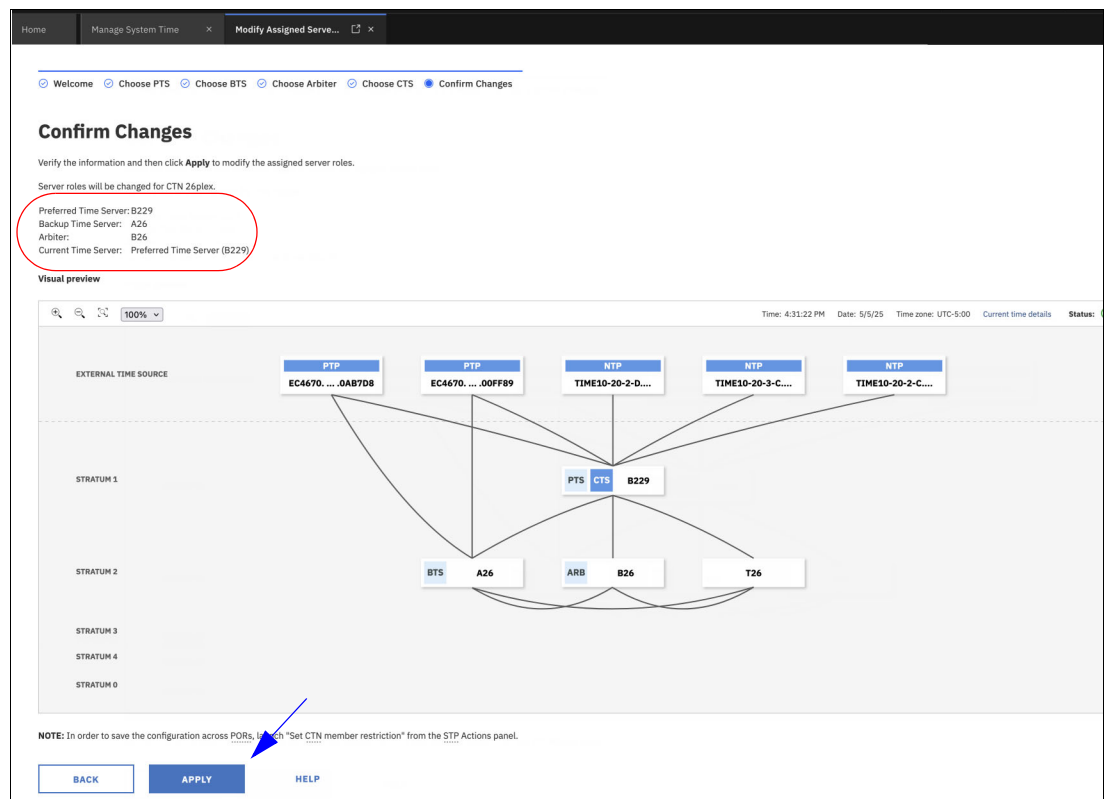 Home Manage System Time × Modify Assigned Serve... ×
Welcome Choose PTS Choose BTS Choose Arbiter Choose CTS Confirm Changes
Confirm Changes
Verify the information and then click Apply to modify the assigned server roles.
Server roles will be changed for CTN 26plex.
Preferred Time Server: B229
Backup Time Server: A26
Arbiter: B26
Current Time Server: Preferred Time Server (B229)
Visual preview
100% Time: 4:31:22 PM Date: 5/5/25 Time zone: UTC-5:00 Current time details Status:
PTP PTP NTP NTP NTP
EXTERNAL TIME SOURCE EC4670. ... .0AB7D8 EC4670. ... .00FF89 TIME10-20-2-D.... TIME10-20-3-C.... TIME10-20-2-C....
STRATUM 1 PTS CTS B229
STRATUM 2 BTS A26 ARB B26 T26
STRATUM 3
STRATUM 4
STRATUM 0
NOTE: In order to save the configuration across PORs, launch "Set CTN member restriction" from the STP Actions panel.
BACK APPLY HELP